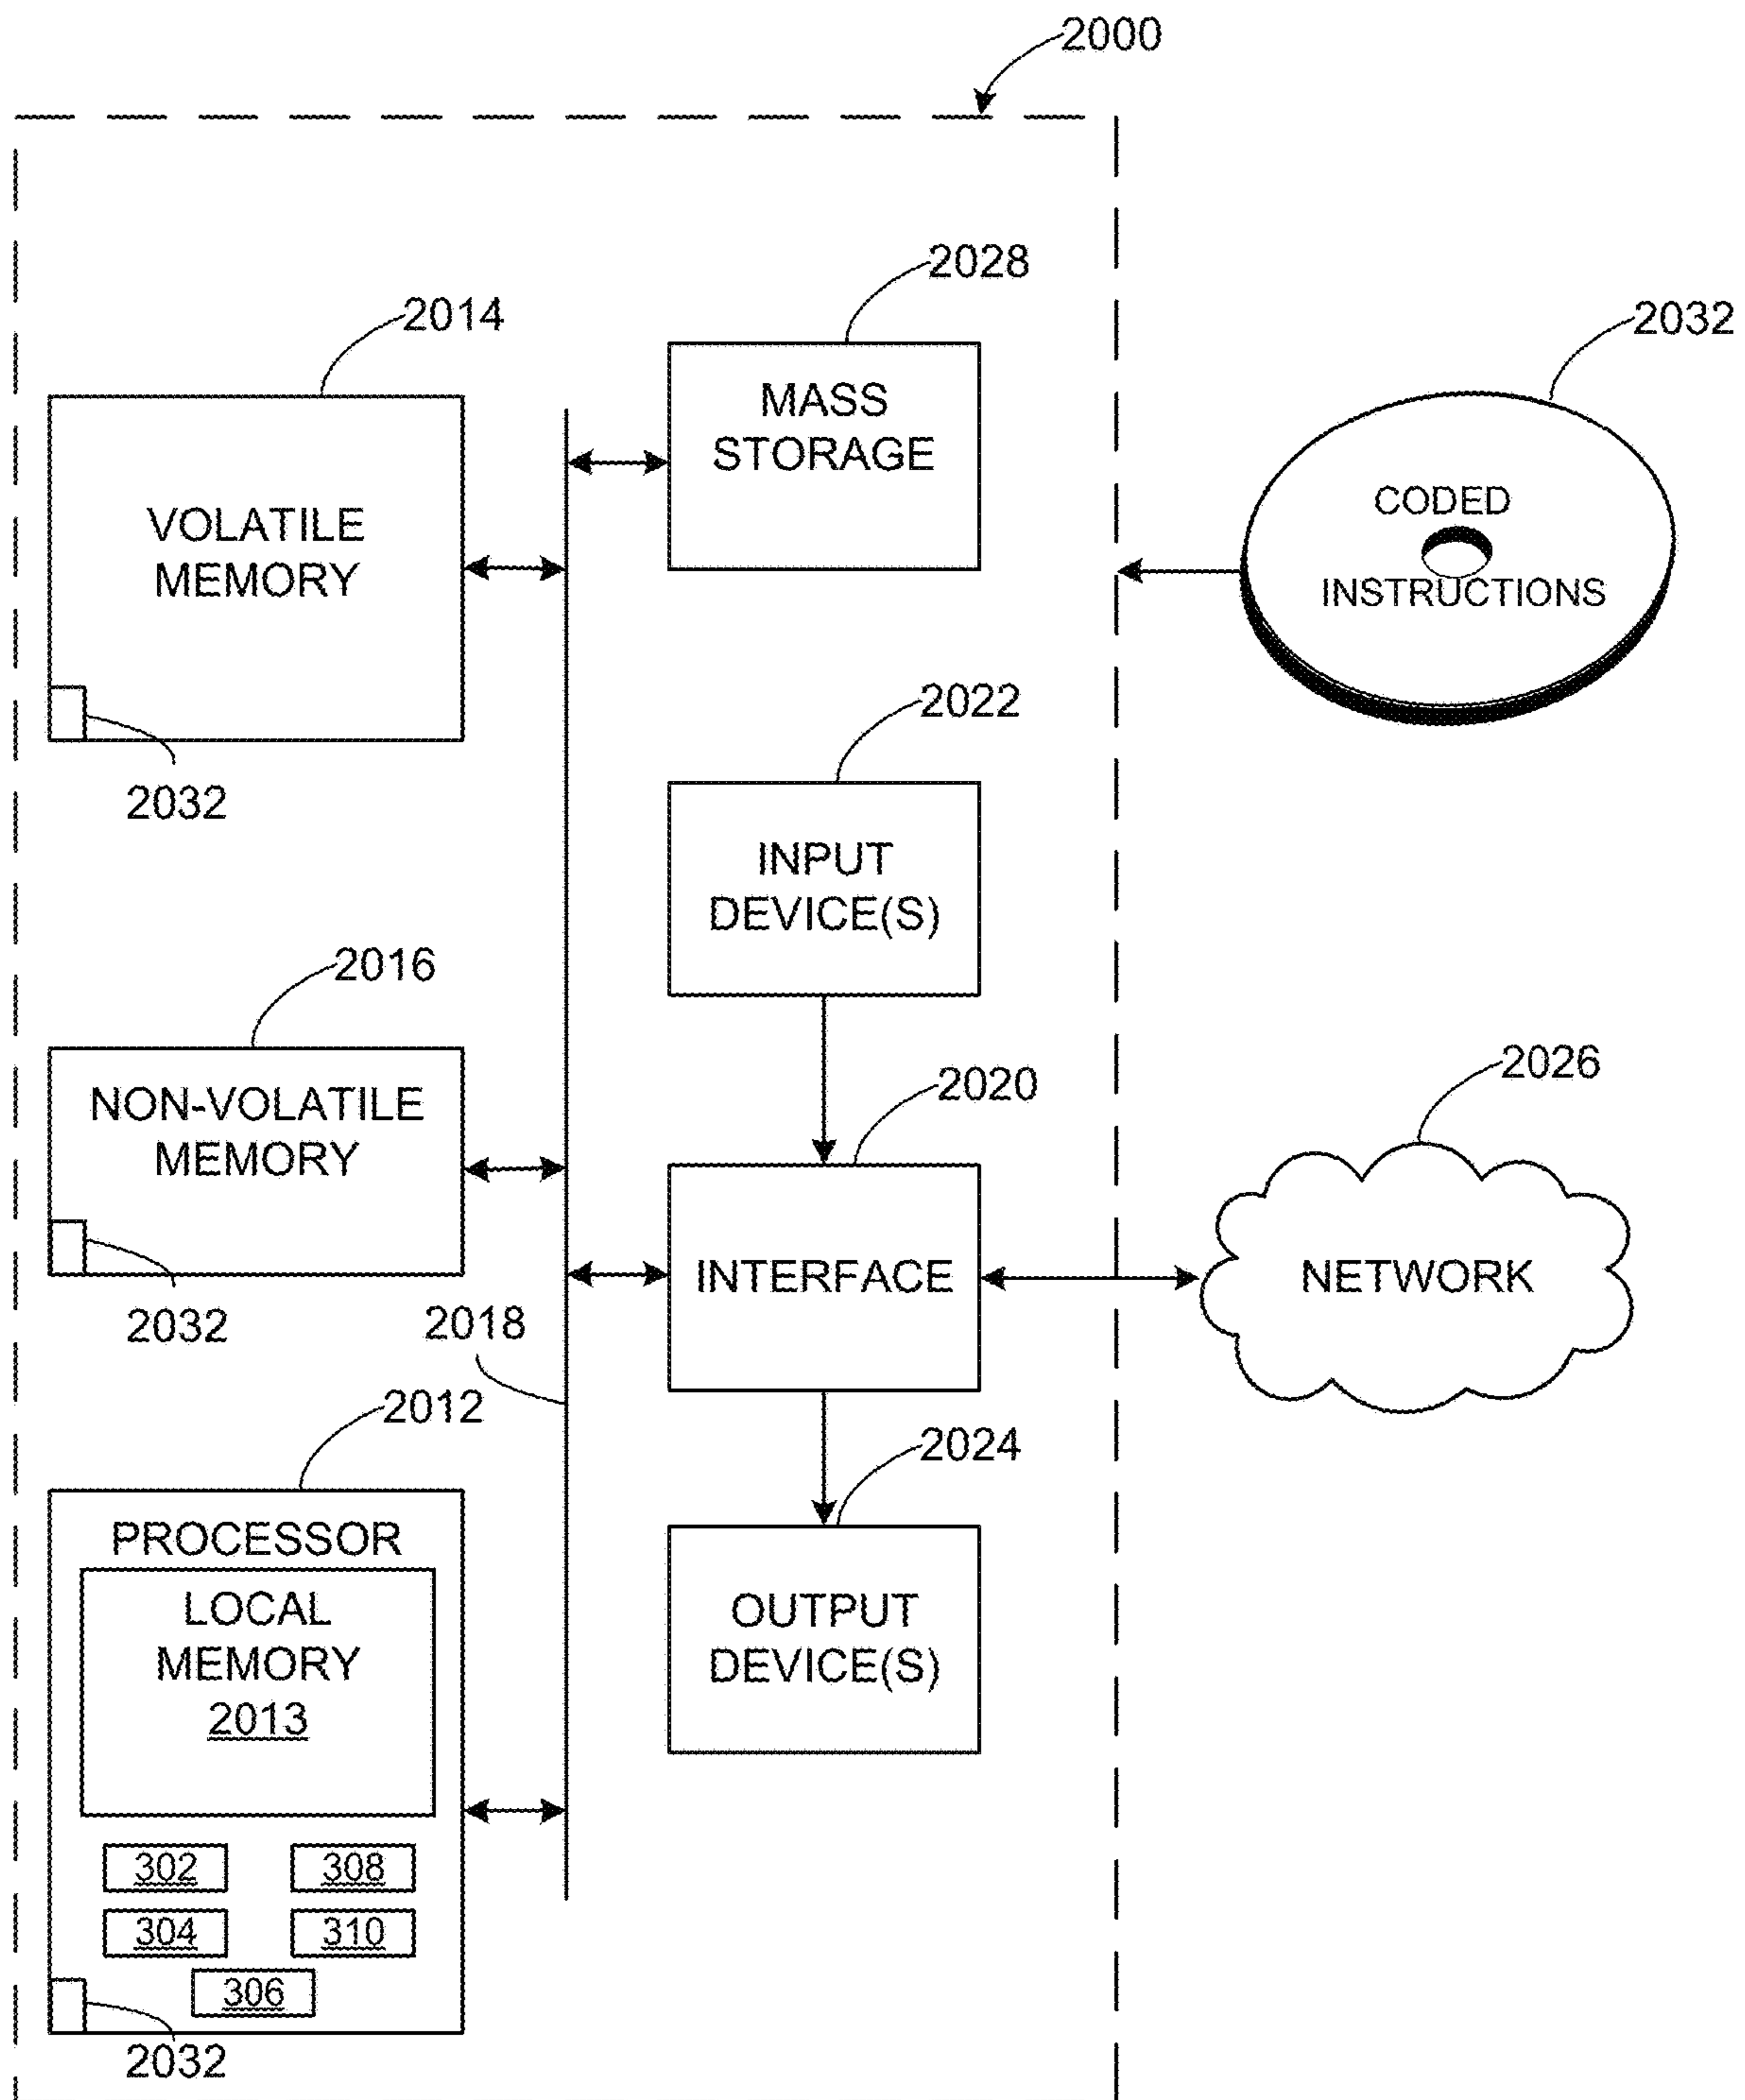 2000
2028
2014
2032
MASS
STORAGE
VOLATILE
MEMORY
CODED
INSTRUCTIONS
2022
2032
INPUT
DEVICE(S)
2016
2020
2026
NON-VOLATILE
MEMORY
INTERFACE
NETWORK
2032
2018
2012
2024
PROCESSOR
LOCAL
MEMORY
2013
OUTPUT
DEVICE(S)
302
308
304
310
306
2032